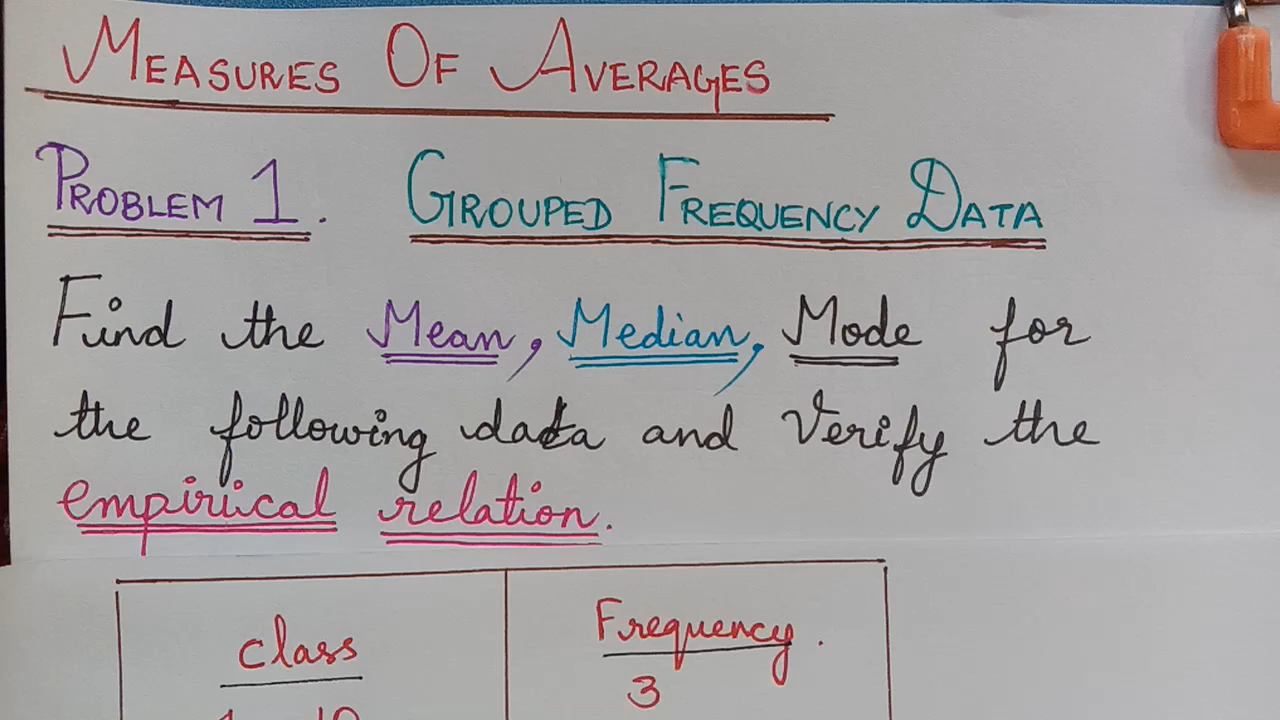 MEASURES OF AVERAGES
PROBLEM 1. GROUPED FREQUENCY DATA
Find the Mean, Median, Mode for
the following data and Verify the
empirical relation.
class Frequency.
3